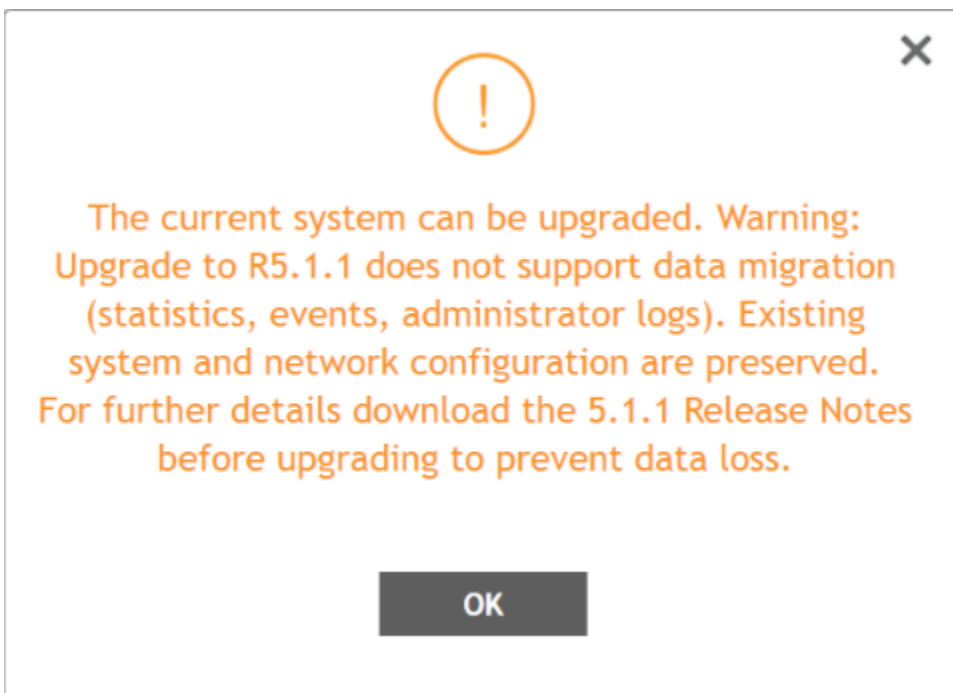 !
The current system can be upgraded. Warning:
Upgrade to R5.1.1 does not support data migration
(statistics, events, administrator logs). Existing
system and network configuration are preserved.
For further details download the 5.1.1 Release Notes
before upgrading to prevent data loss.
OK